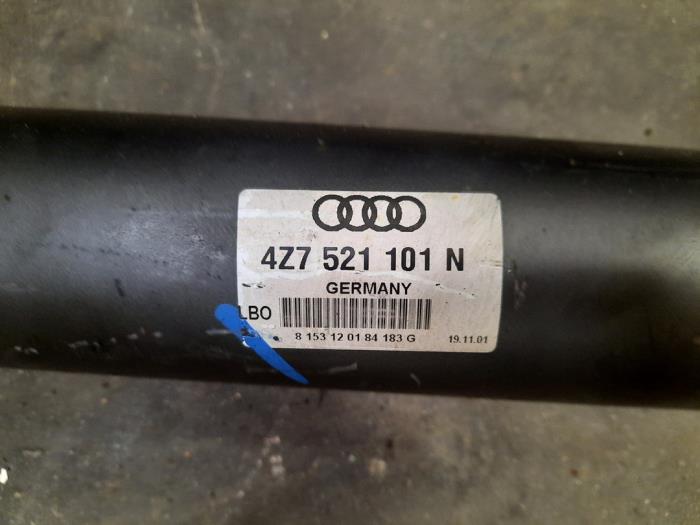 4Z7 521 101 N
GERMANY
LBO
8 153 12 01 84 183 G 19.11.01